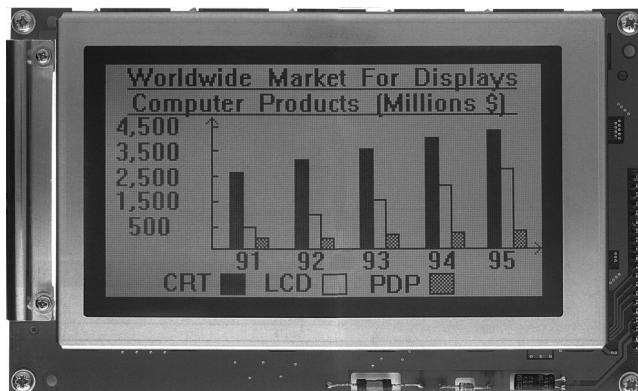 Worldwide Market For Displays
Computer Products (Millions $)
4,500
3,500
2,500
1,500
500
91 92 93 94 95
CRT LCD PDP